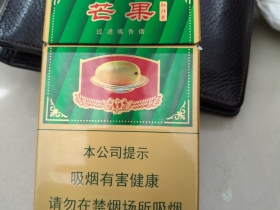 芒果
过滤嘴香烟
本公司提示
吸烟有害健康
请勿在禁烟场所吸烟